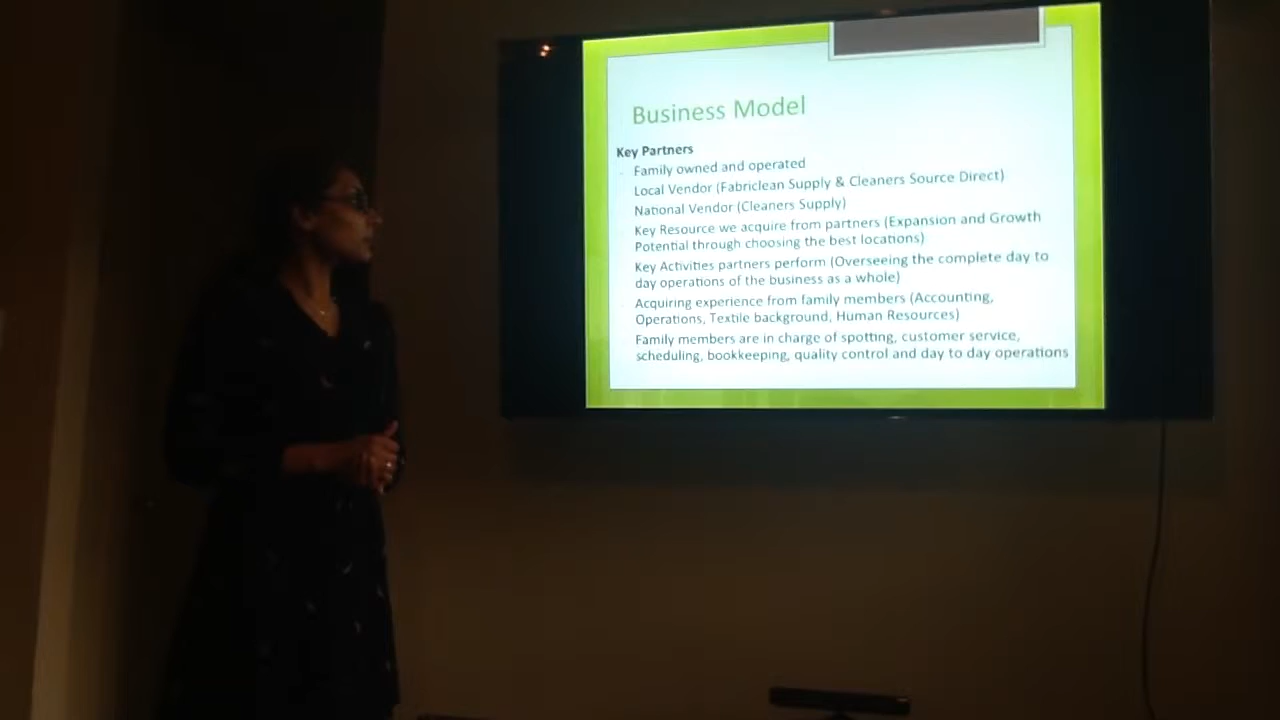 Business Model
Key Partners
Family owned and operated
Local Vendor (Fabriclean Supply & Cleaners Source Direct)
National Vendor (Cleaners Supply)
Key Resource we acquire from partners (Expansion and Growth
Potential through choosing the best locations)
Key Activities partners perform (Overseeing the complete day to
day operations of the business as a whole)
Acquiring experience from family members (Accounting,
Operations, Textile background, Human Resources)
Family members are in charge of spotting, customer service,
scheduling, bookkeeping, quality control and day to day operations